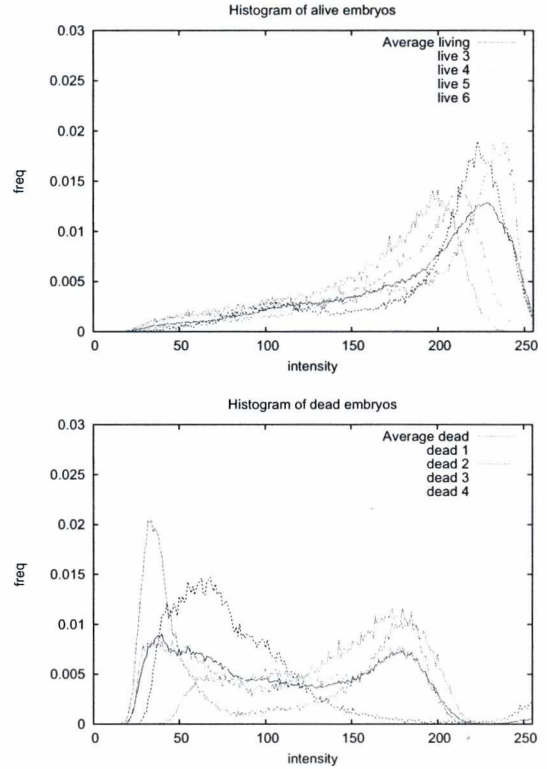 Histogram of alive embryos
0.03
0.025
0.02
0.015
0.01
0.005
0
freq
Average living
live 3
live 4
live 5
live 6
0 50 100 150 200 250
intensity
Histogram of dead embryos
0.03
0.025
0.02
0.015
0.01
0.005
0
freq
Average dead
dead 1
dead 2
dead 3
dead 4
0 50 100 150 200 250
intensity